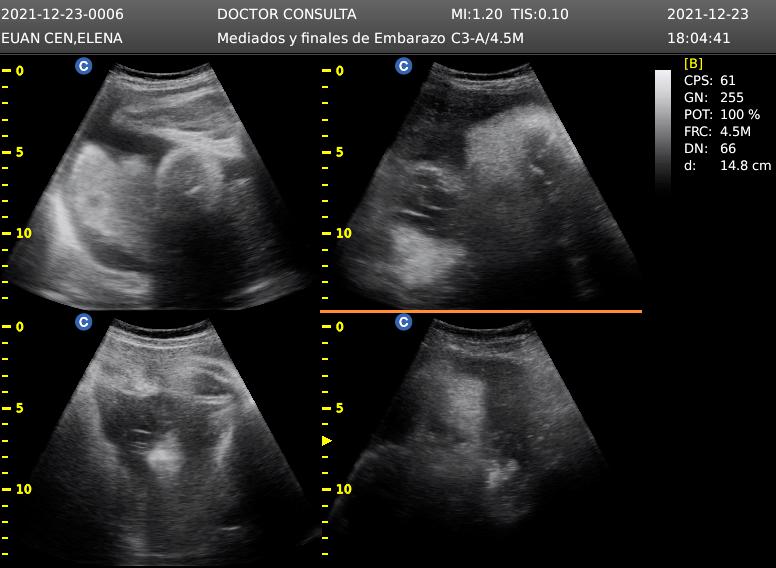 2021-12-23-0006 DOCTOR CONSULTA MI:1.20 TIS:0.10 2021-12-23
EUAN CEN,ELENA Mediados y finales de Embarazo C3-A/4.5M 18:04:41
C C
0 0
5 5
10 10
[B]
CPS: 61
GN: 255
POT: 100 %
FRC: 4.5M
DN: 66
d: 14.8 cm
C C
0 0
5 5
10 10